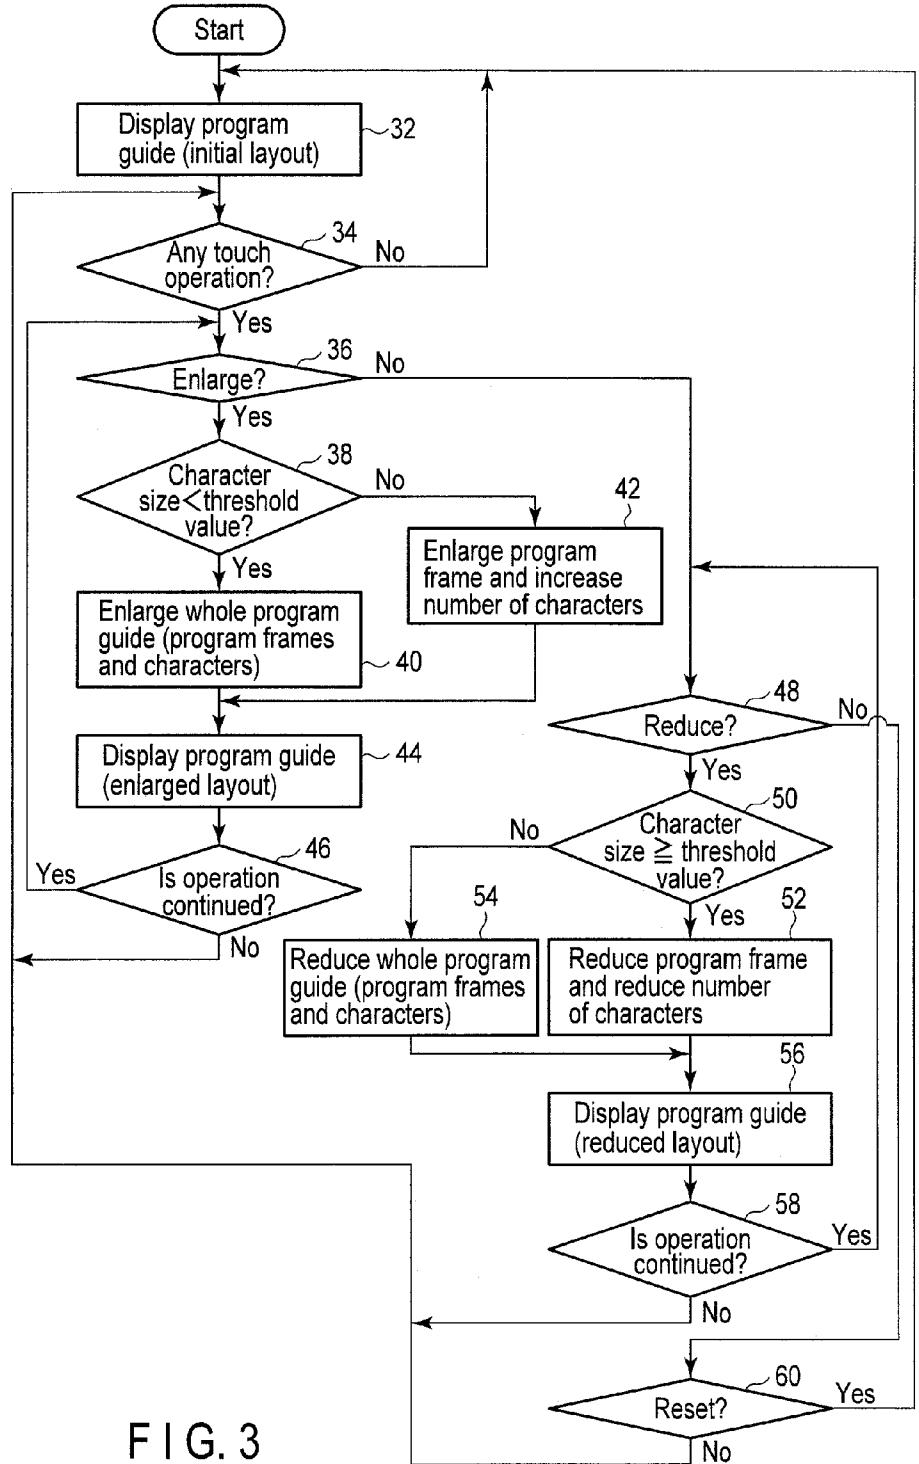 Start
Display program
guide (initial layout)
32
Any touch
operation?
34
No
Yes
Enlarge?
36
No
Yes
Character
size<threshold
value?
38
No
Yes
Enlarge program
frame and increase
number of characters
42
Enlarge whole program
guide (program frames
and characters)
40
Display program guide
(enlarged layout)
44
Is operation
continued?
46
Yes
No
Reduce?
48
No
Yes
Character
size ≧ threshold
value?
50
No
Yes
Reduce whole program
guide (program frames
and characters)
54
Reduce program frame
and reduce number
of characters
52
Display program guide
(reduced layout)
56
Is operation
continued?
58
Yes
No
Reset?
60
Yes
No
FIG. 3